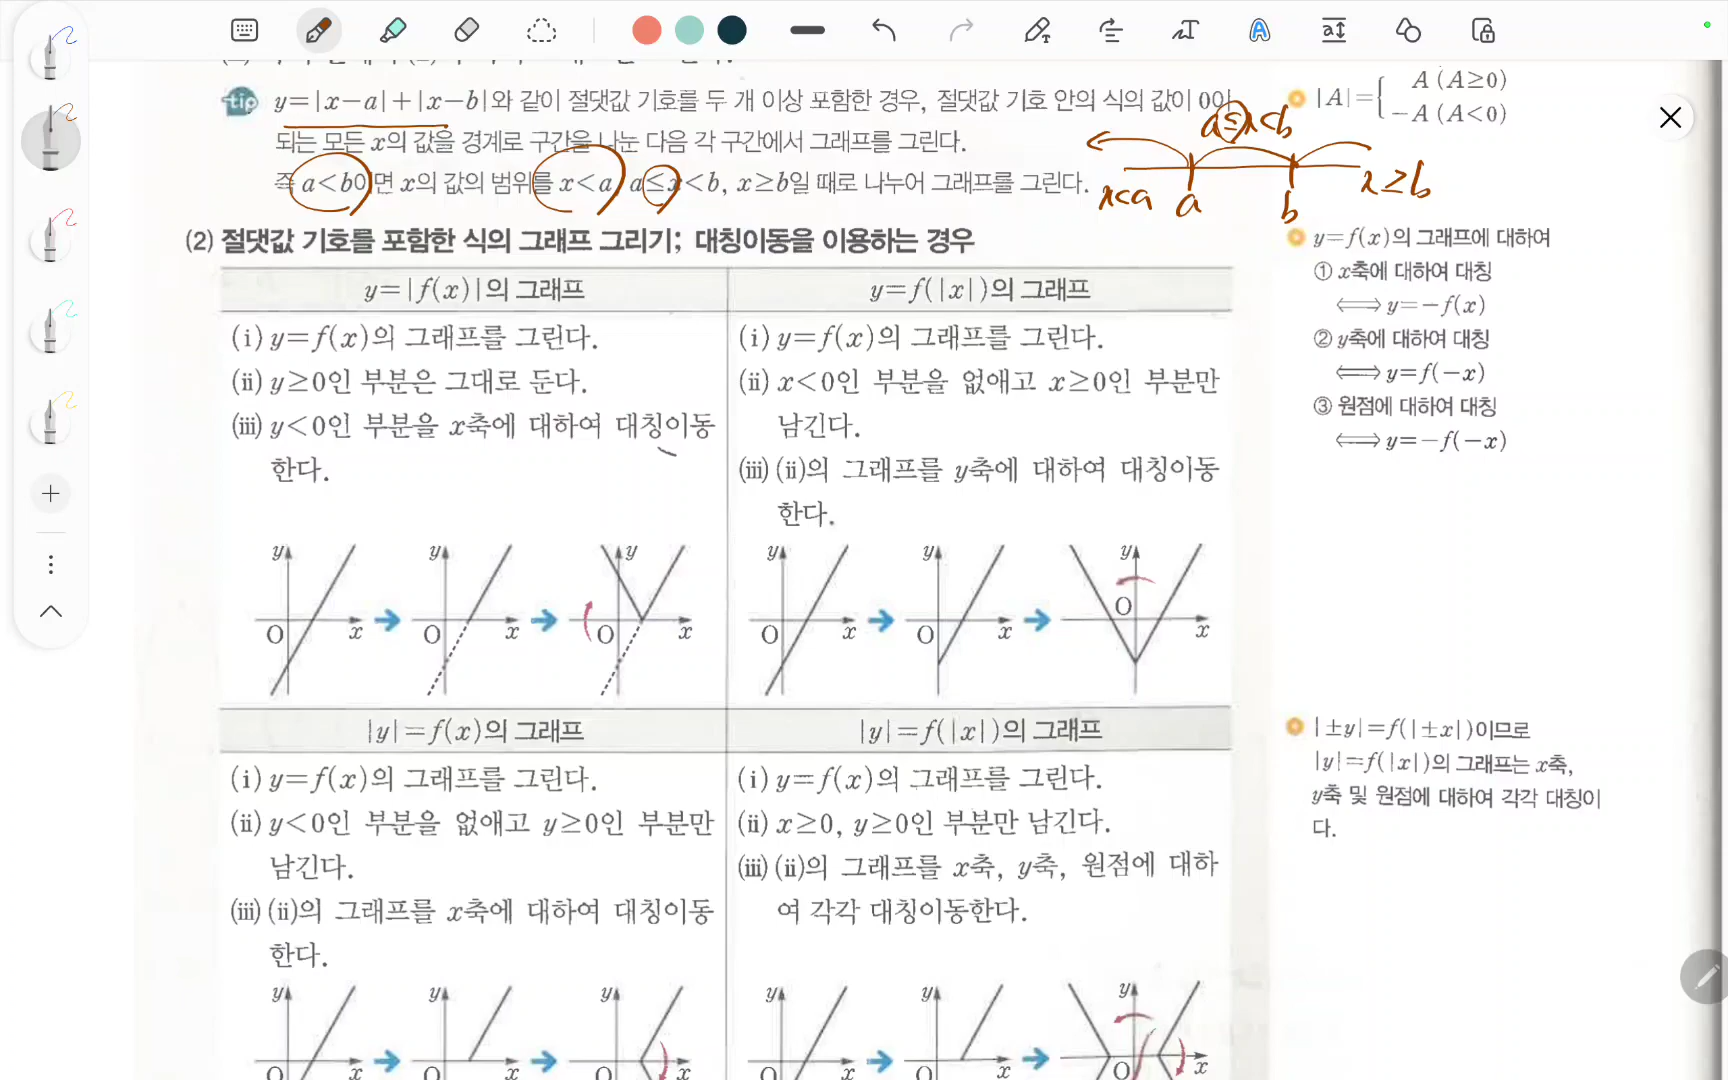 tip y=|x-a|+|x-b|와 같이 절댓값 기호를 두 개 이상 포함한 경우, 절댓값 기호 안의 식의 값이 0이
되는 모든 x의 값을 경계로 구간을 나눈 다음 각 구간에서 그래프를 그린다.
즉 a<b이면 x의 값의 범위를 x<a, a≤x<b, x≥b일 때로 나누어 그래프를 그린다.
a≤x<b
x<a a b x≥b
|A|={ A (A≥0)
-A (A<0)
(2) 절댓값 기호를 포함한 식의 그래프 그리기; 대칭이동을 이용하는 경우
y=|f(x)|의 그래프
(ⅰ) y=f(x)의 그래프를 그린다.
(ⅱ) y≥0인 부분은 그대로 둔다.
(ⅲ) y<0인 부분을 x축에 대하여 대칭이동
한다.
y O x y O x y O x
y=f(|x|)의 그래프
(ⅰ) y=f(x)의 그래프를 그린다.
(ⅱ) x<0인 부분을 없애고 x≥0인 부분만
남긴다.
(ⅲ) (ⅱ)의 그래프를 y축에 대하여 대칭이동
한다.
y O x y O x y O x
y=f(x)의 그래프에 대하여
① x축에 대하여 대칭
⟺ y=-f(x)
② y축에 대하여 대칭
⟺ y=f(-x)
③ 원점에 대하여 대칭
⟺ y=-f(-x)
|y|=f(x)의 그래프
(ⅰ) y=f(x)의 그래프를 그린다.
(ⅱ) y<0인 부분을 없애고 y≥0인 부분만
남긴다.
(ⅲ) (ⅱ)의 그래프를 x축에 대하여 대칭이동
한다.
y O x y O x y O x
|y|=f(|x|)의 그래프
(ⅰ) y=f(x)의 그래프를 그린다.
(ⅱ) x≥0, y≥0인 부분만 남긴다.
(ⅲ) (ⅱ)의 그래프를 x축, y축, 원점에 대하
여 각각 대칭이동한다.
y O x y O x y O x
|±y|=f(|±x|)이므로
|y|=f(|x|)의 그래프는 x축,
y축 및 원점에 대하여 각각 대칭이
다.